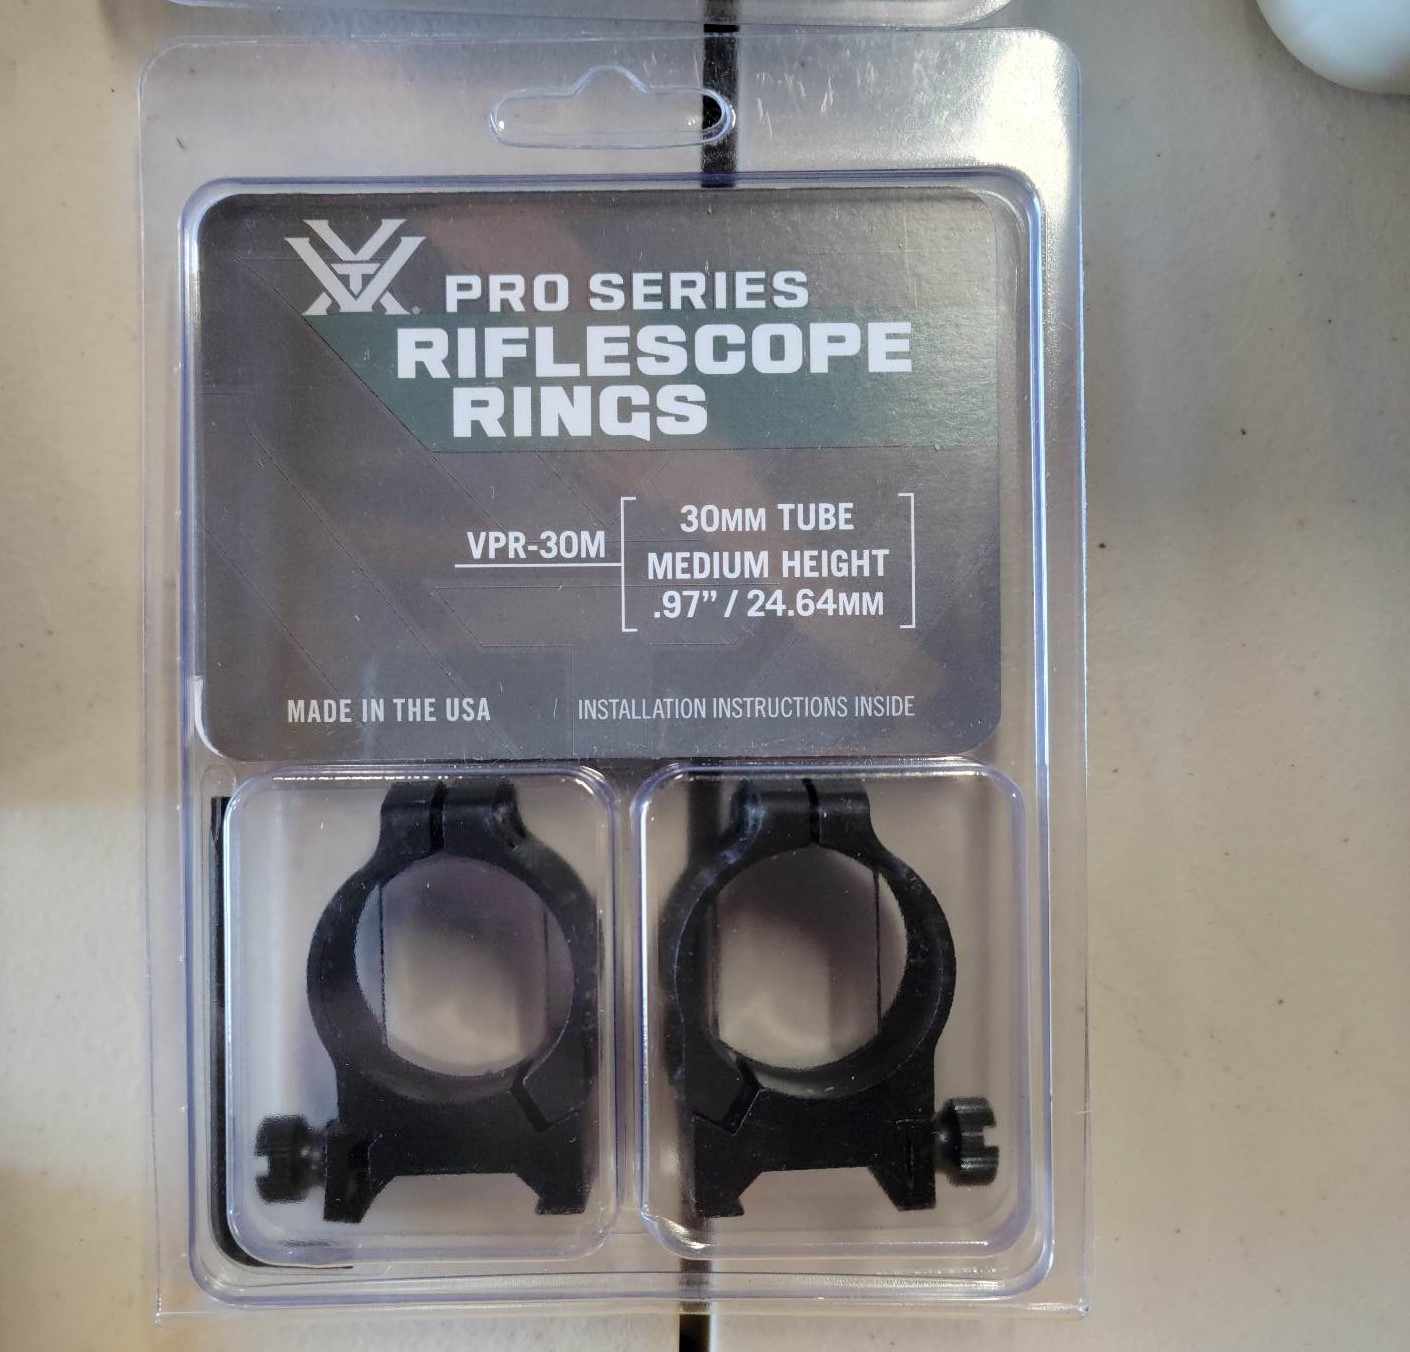 PRO SERIES
RIFLESCOPE
RINGS
VPR-30M
30MM TUBE
MEDIUM HEIGHT
.97” / 24.64MM
MADE IN THE USA / INSTALLATION INSTRUCTIONS INSIDE